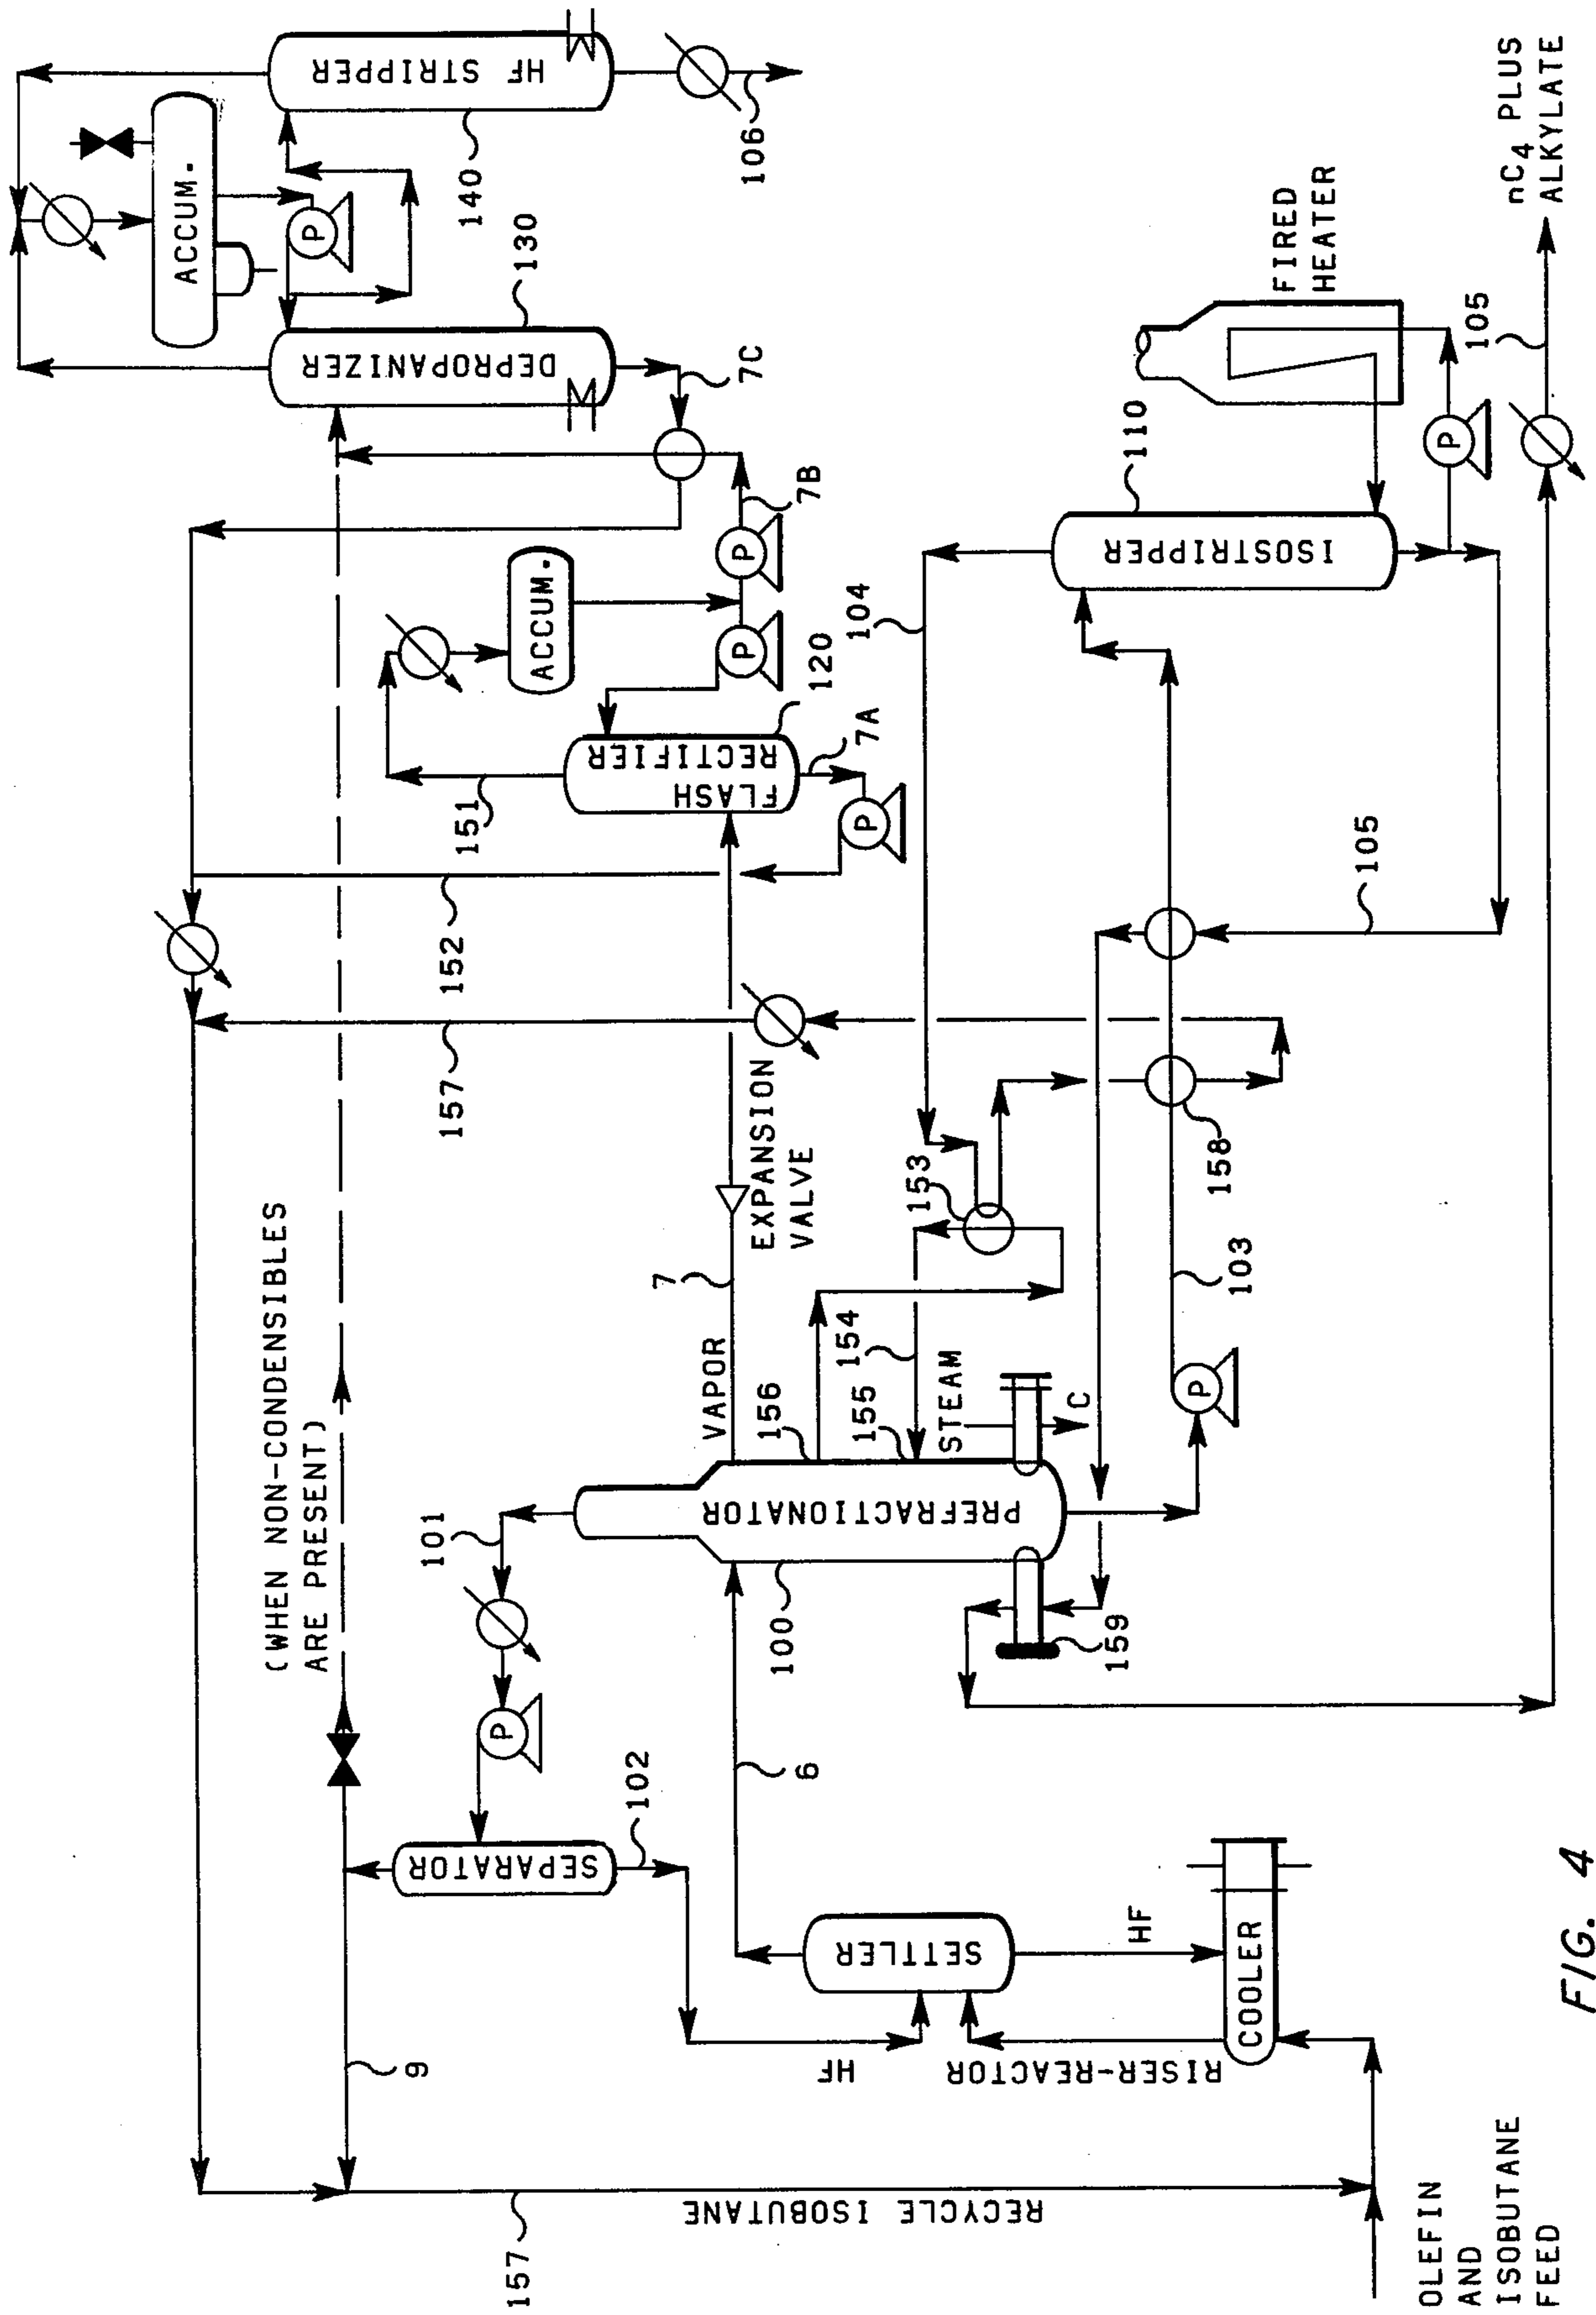 HF STRIPPER
ACCUM.
140
106
DEPROPANIZER
130
7C
P
nC4 PLUS
ALKYLATE
FIRED
HEATER
105
P
110
ISOSTRIPPER
7B
P
ACCUM.
P
120
104
151
FLASH
RECTIFIER
7A
P
152
105
157
158
EXPANSION
VALVE
153
7
VAPOR
156
154
155
STEAM
C
103
P
(WHEN NON-CONDENSIBLES
ARE PRESENT)
101
PREFRACTIONATOR
100
159
P
6
102
SEPARATOR
SETTLER
HF
COOLER
HF
RISER-REACTOR
9
157
RECYCLE ISOBUTANE
OLEFIN
AND
ISOBUTANE
FEED
FIG. 4